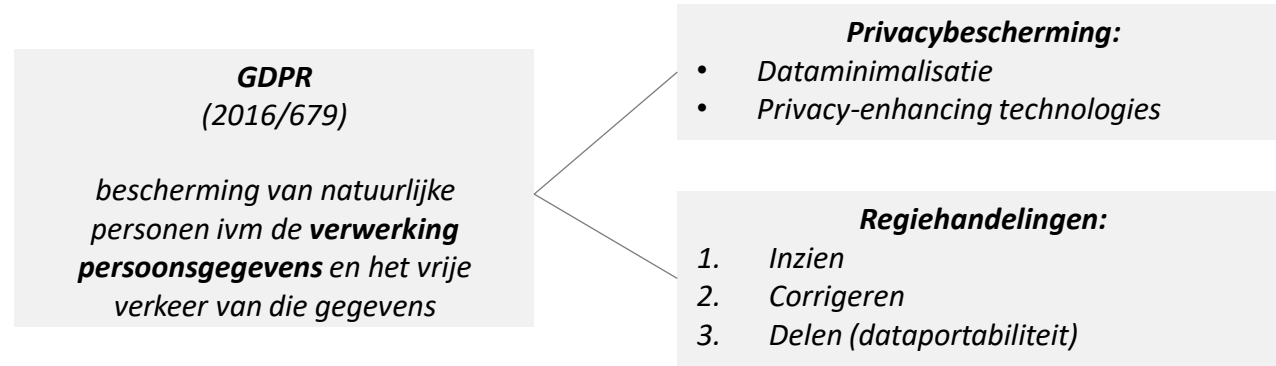 GDPR
(2016/679)
bescherming van natuurlijke
personen ivm de verwerking
persoonsgegevens en het vrije
verkeer van die gegevens
Privacybescherming:
• Dataminimalisatie
• Privacy-enhancing technologies
Regiehandelingen:
1. Inzien
2. Corrigeren
3. Delen (dataportabiliteit)